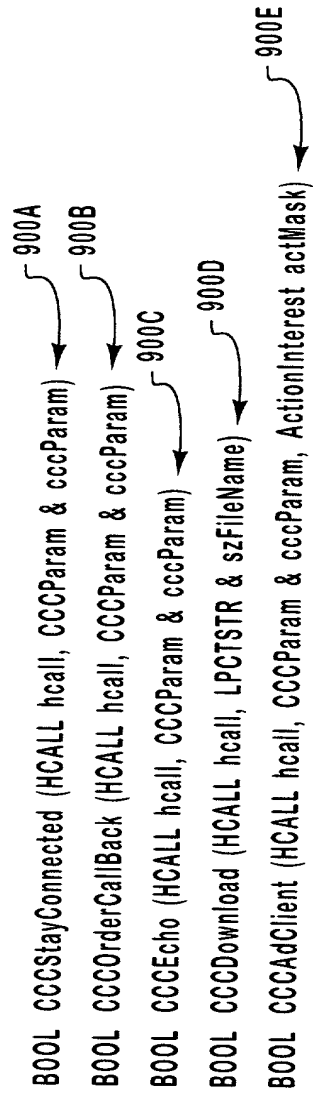 BOOL CCCStayConnected (HCALL hcall, CCCParam & cccParam) 900A
BOOL CCCOrderCallBack (HCALL hcall, CCCParam & cccParam) 900B
BOOL CCCEcho (HCALL hcall, CCCParam & cccParam) 900C
BOOL CCCDownload (HCALL hcall, LPCTSTR & szFileName) 900D
BOOL CCCAdClient (HCALL hcall, CCCParam & cccParam, ActionInterest actMask) 900E